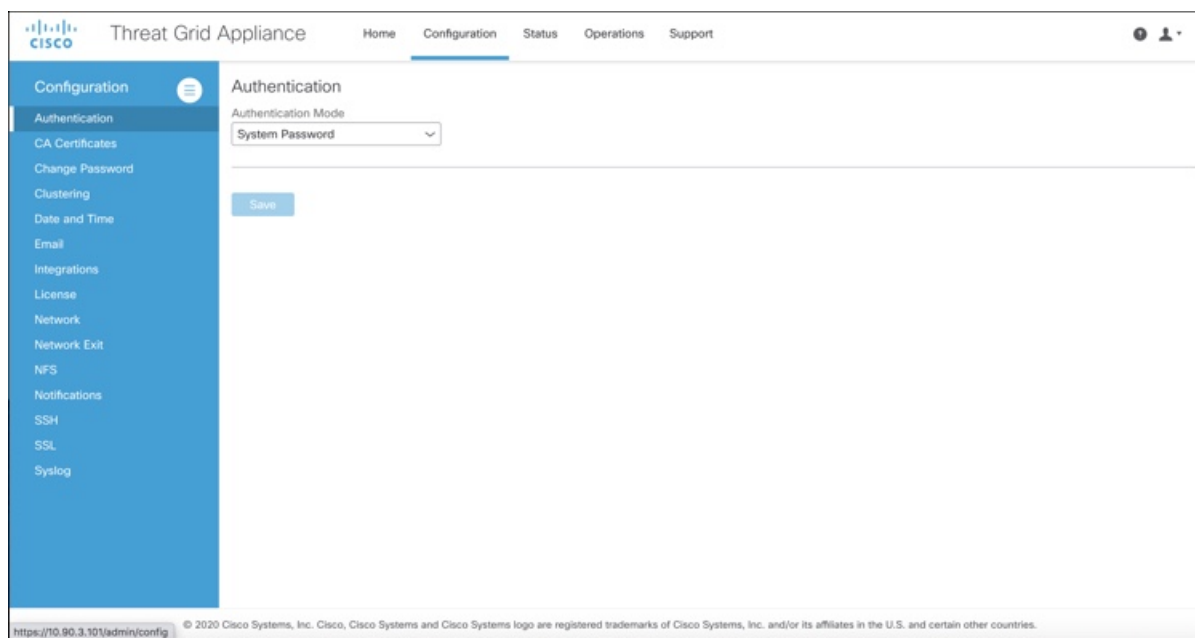 CISCO
Threat Grid Appliance
Home
Configuration
Status
Operations
Support
Configuration
Authentication
CA Certificates
Change Password
Clustering
Date and Time
Email
Integrations
License
Network
Network Exit
NFS
Notifications
SSH
SSL
Syslog
Authentication
Authentication Mode
System Password
Save
https://10.90.3.101/admin/config
© 2020 Cisco Systems, Inc. Cisco, Cisco Systems and Cisco Systems logo are registered trademarks of Cisco Systems, Inc. and/or its affiliates in the U.S. and certain other countries.